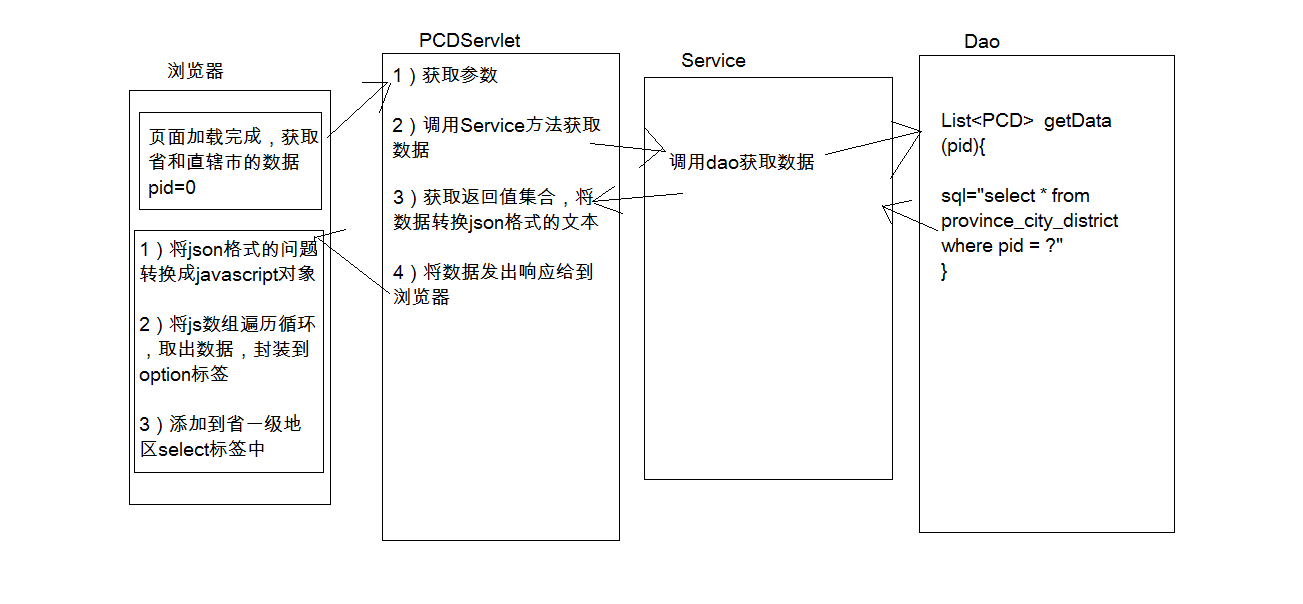 浏览器
页面加载完成，获取
省和直辖市的数据
pid=0
1）将json格式的问题
转换成javascript对象
2）将js数组遍历循环
，取出数据，封装到
option标签
3）添加到省一级地
区select标签中
PCDServlet
1）获取参数
2）调用Service方法获取
数据
3）获取返回值集合，将
数据转换json格式的文本
4）将数据发出响应给到
浏览器
Service
调用dao获取数据
Dao
List<PCD>  getData
(pid){
sql="select * from
province_city_district
where pid = ?"
}